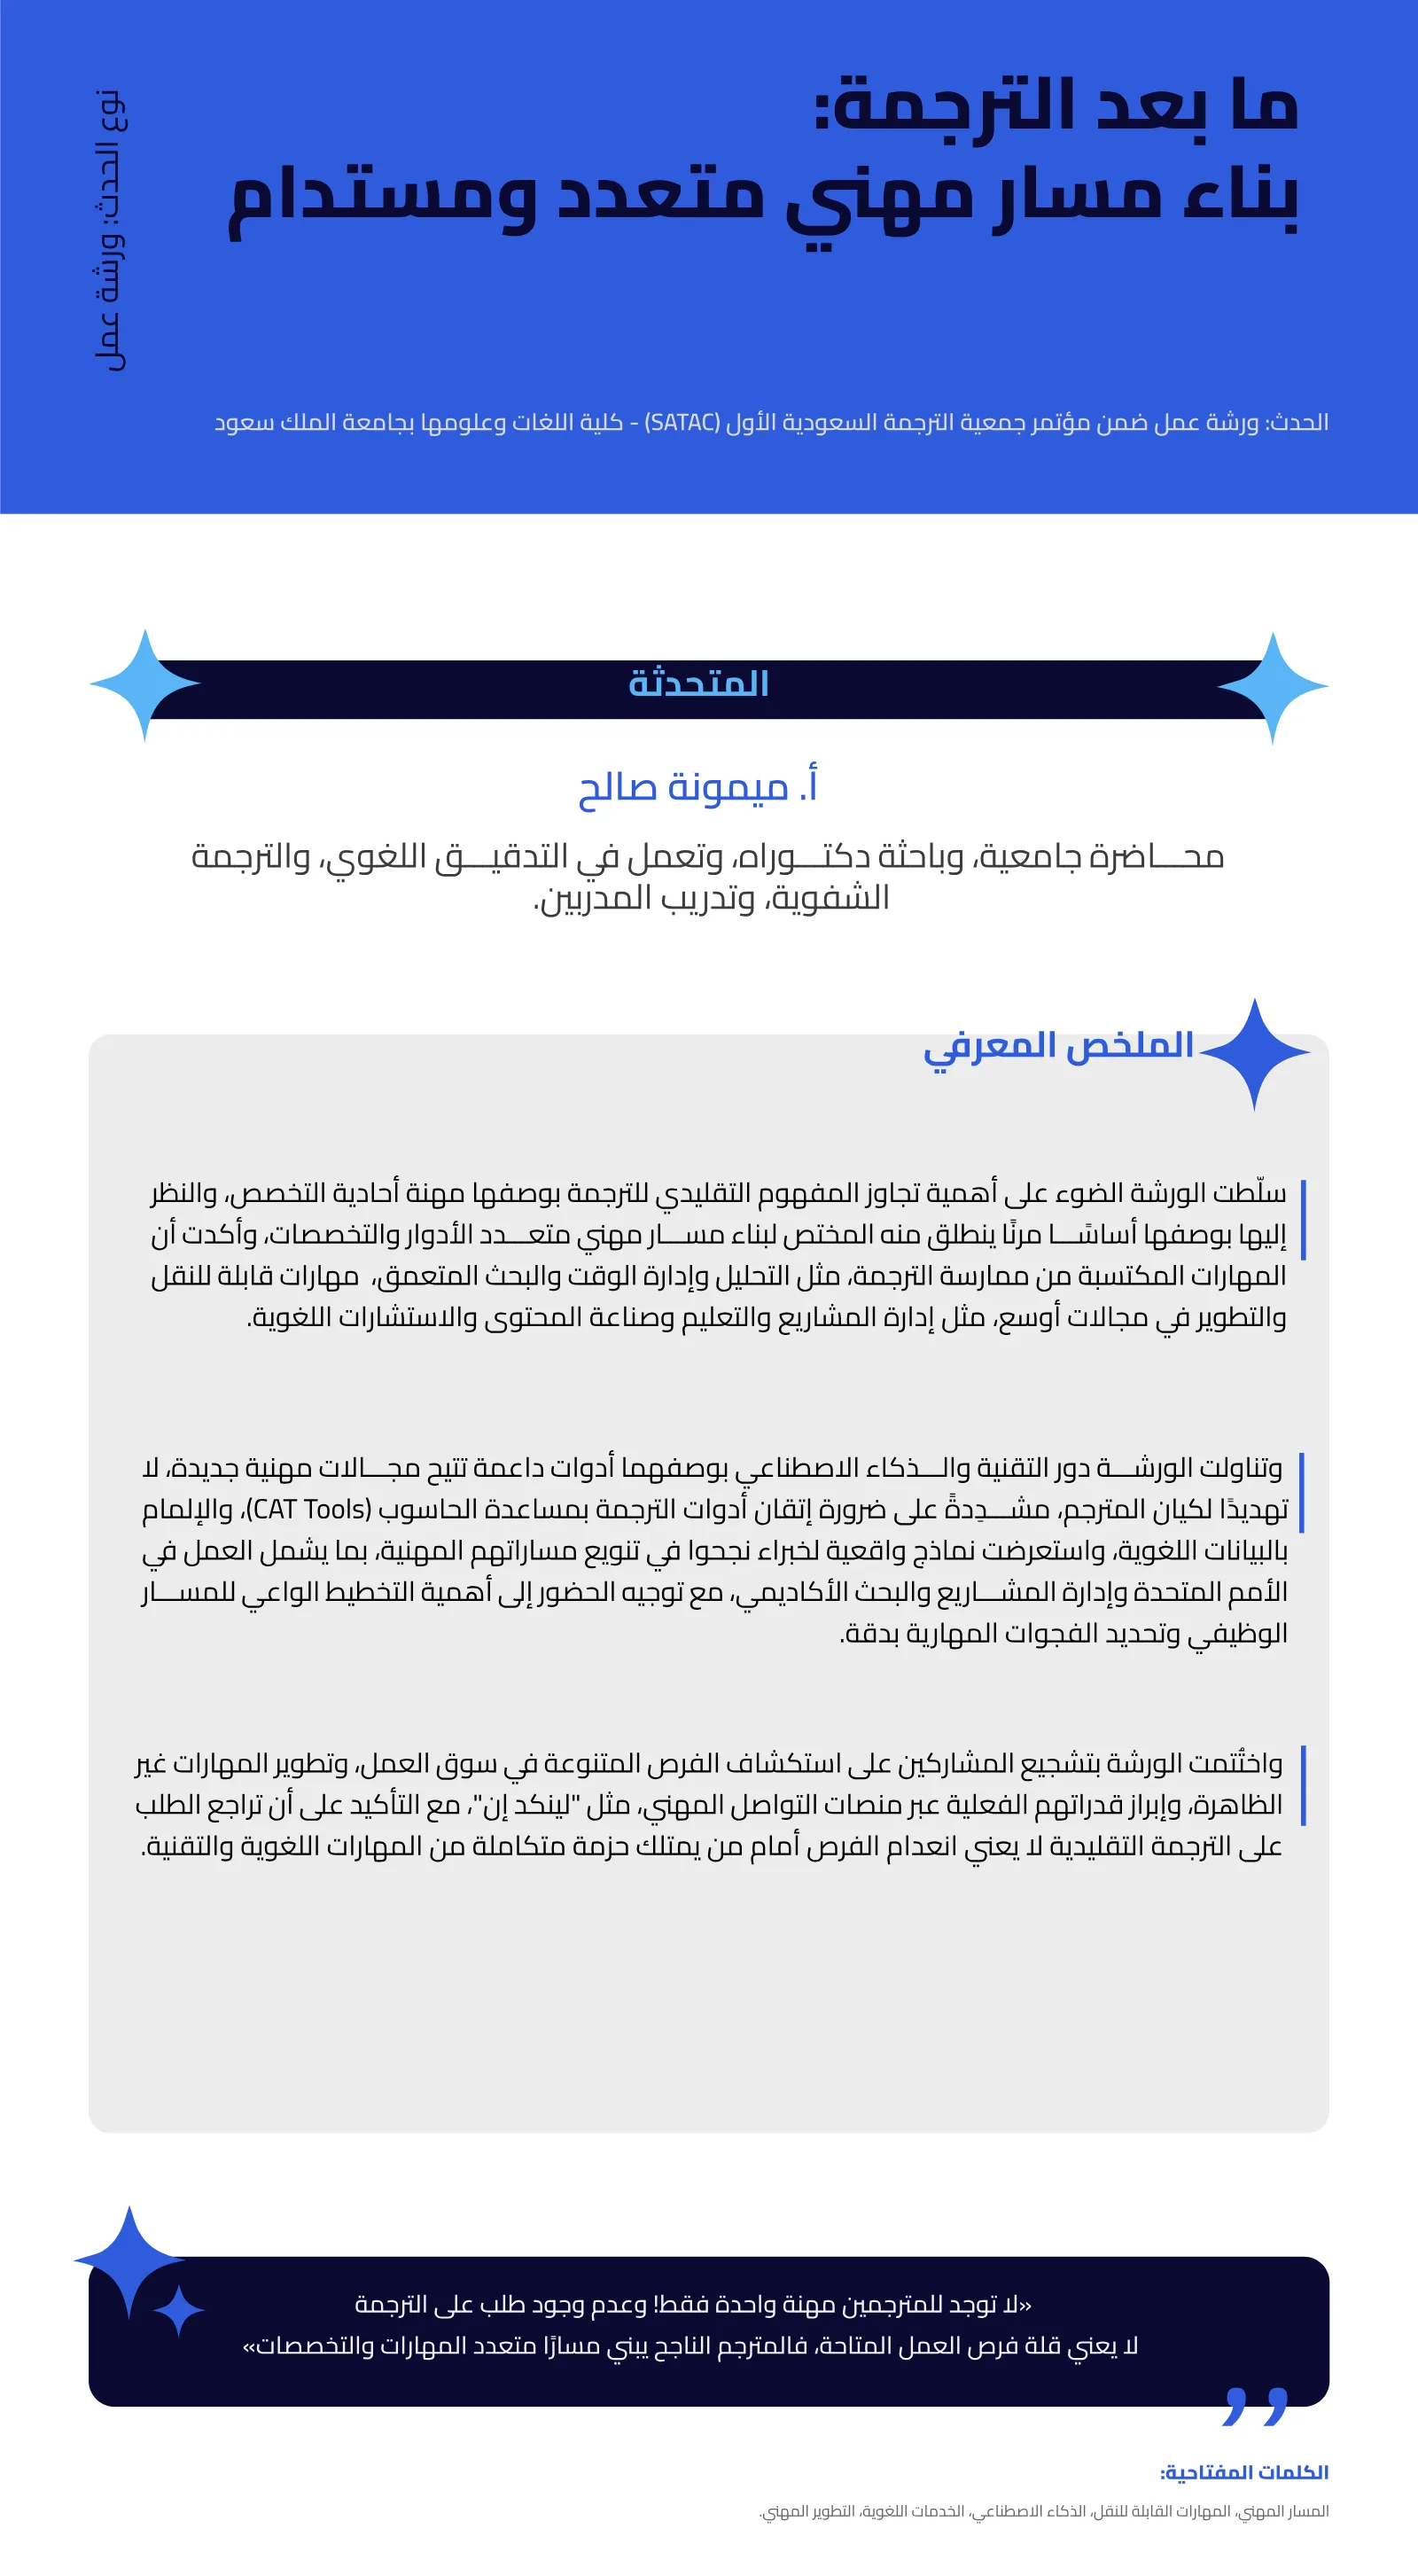 ما بعد الترجمة:
بناء مسار مهني متعدد ومستدام
نوع الحدث: ورشة عمل
الحدث: ورشة عمل ضمن مؤتمر جمعية الترجمة السعودية الأول (SATAC) - كلية اللغات وعلومها بجامعة الملك سعود
المتحدثة
أ. ميمونة صالح
محـــاضرة جامعية، وباحثة دكتـــوراه، وتعمل في التدقيـــق اللغوي، والترجمة
الشفوية، وتدريب المدربين.
الملخص المعرفي
سلّطت الورشة الضوء على أهمية تجاوز المفهوم التقليدي للترجمة بوصفها مهنة أحادية التخصص، والنظر
إليها بوصفها أساسًـــا مرنًا ينطلق منه المختص لبناء مســـار مهني متعـــدد الأدوار والتخصصات، وأكدت أن
المهارات المكتسبة من ممارسة الترجمة، مثل التحليل وإدارة الوقت والبحث المتعمق، مهارات قابلة للنقل
والتطوير في مجالات أوسع، مثل إدارة المشاريع والتعليم وصناعة المحتوى والاستشارات اللغوية.
وتناولت الورشـــة دور التقنية والـــذكاء الاصطناعي بوصفهما أدوات داعمة تتيح مجـــالات مهنية جديدة، لا
تهديدًا لكيان المترجم، مشـــدِدةً على ضرورة إتقان أدوات الترجمة بمساعدة الحاسوب (CAT Tools)، والإلمام
بالبيانات اللغوية، واستعرضت نماذج واقعية لخبراء نجحوا في تنويع مساراتهم المهنية، بما يشمل العمل في
الأمم المتحدة وإدارة المشـــاريع والبحث الأكاديمي، مع توجيه الحضور إلى أهمية التخطيط الواعي للمســـار
الوظيفي وتحديد الفجوات المهارية بدقة.
واختُتمت الورشة بتشجيع المشاركين على استكشاف الفرص المتنوعة في سوق العمل، وتطوير المهارات غير
الظاهرة، وإبراز قدراتهم الفعلية عبر منصات التواصل المهني، مثل "لينكد إن"، مع التأكيد على أن تراجع الطلب
على الترجمة التقليدية لا يعني انعدام الفرص أمام من يمتلك حزمة متكاملة من المهارات اللغوية والتقنية.
«لا توجد للمترجمين مهنة واحدة فقط! وعدم وجود طلب على الترجمة
لا يعني قلة فرص العمل المتاحة، فالمترجم الناجح يبني مسارًا متعدد المهارات والتخصصات»
الكلمات المفتاحية:
المسار المهني، المهارات القابلة للنقل، الذكاء الاصطناعي، الخدمات اللغوية، التطوير المهني.